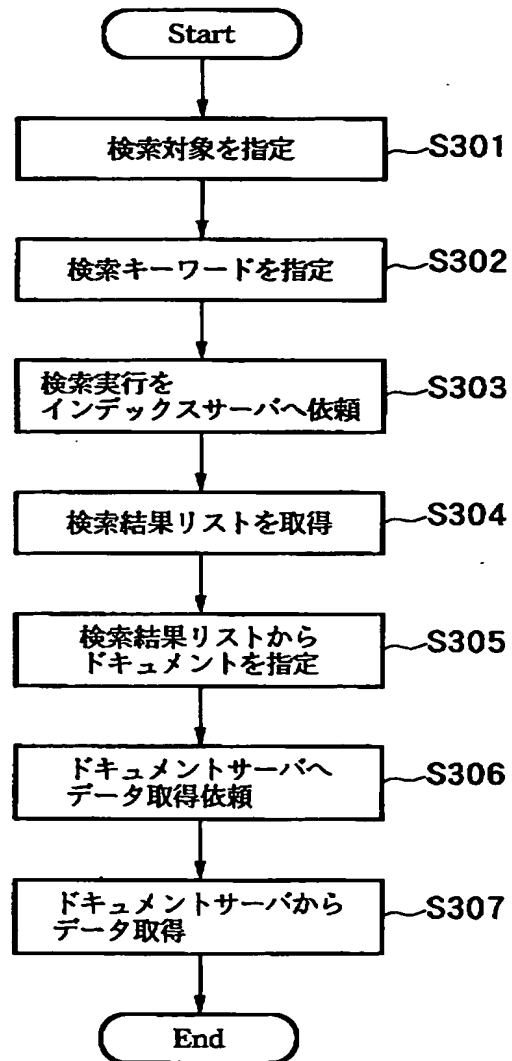 Start
検索対象を指定
S301
検索キーワードを指定
S302
検索実行を
インデックスサーバへ依頼
S303
検索結果リストを取得
S304
検索結果リストから
ドキュメントを指定
S305
ドキュメントサーバへ
データ取得依頼
S306
ドキュメントサーバから
データ取得
S307
End